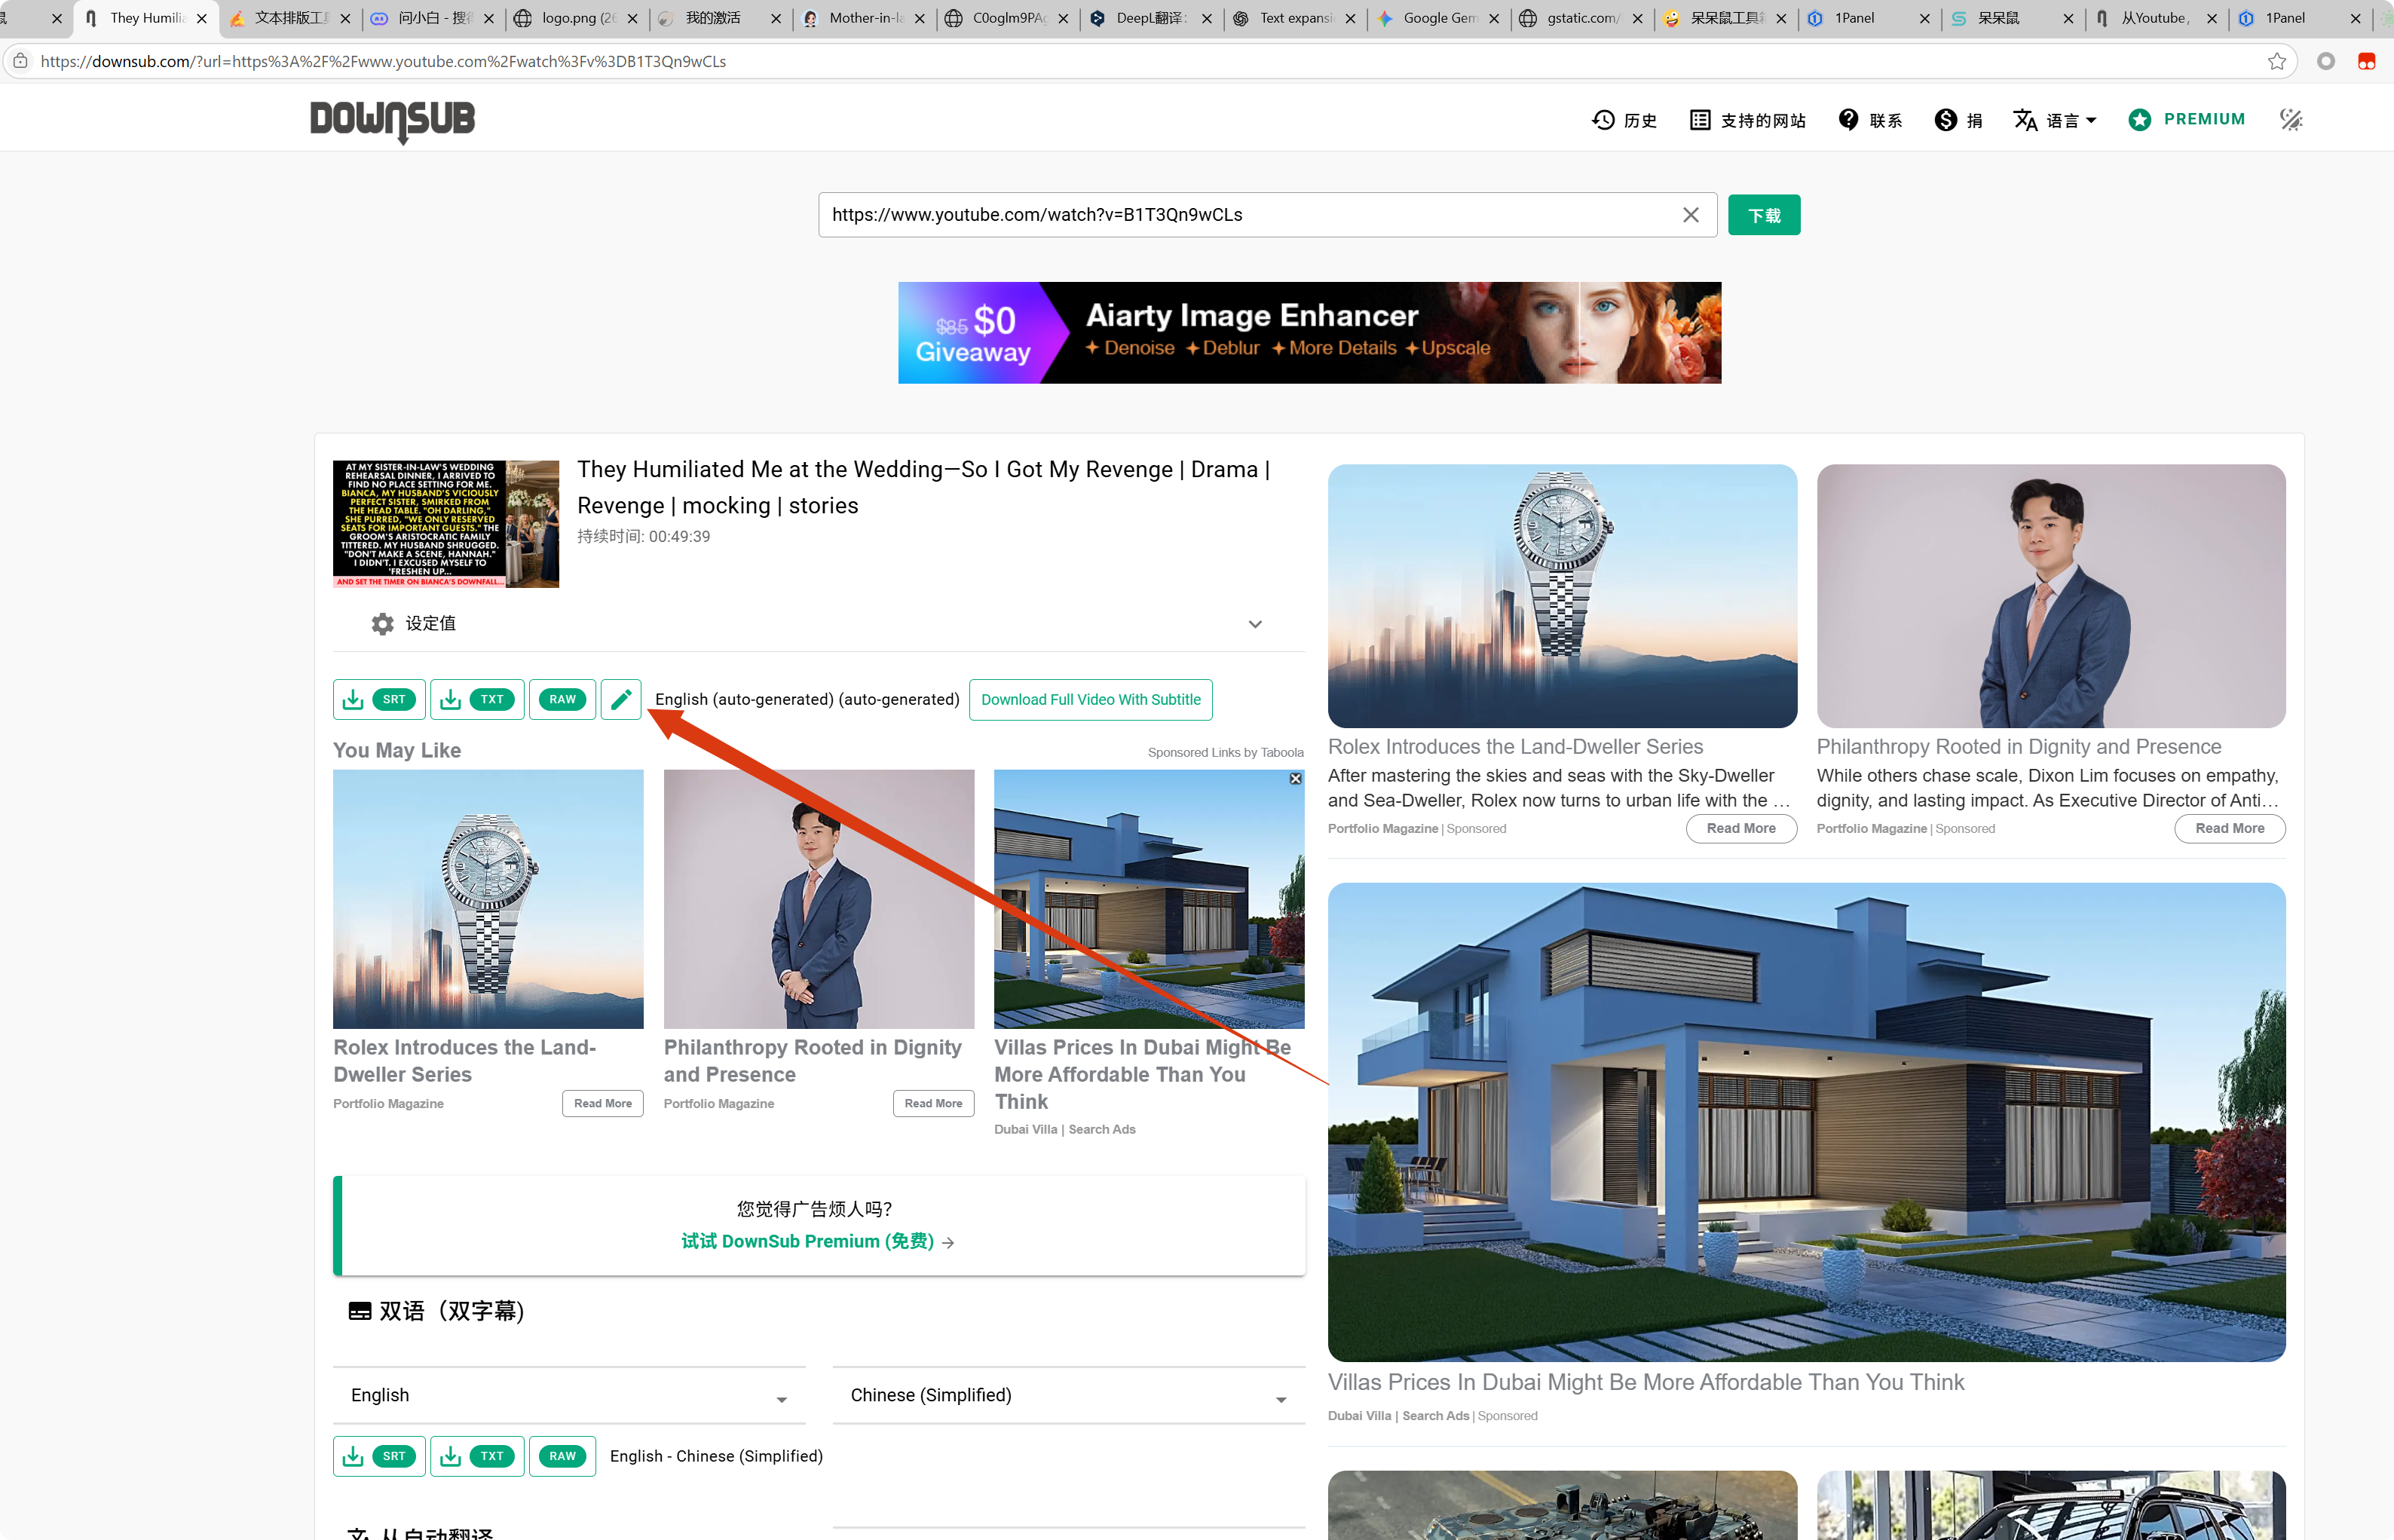 They Humilia
文本排版工具
问小白 - 搜
logo.png (26
我的激活
Mother-in-la
C0oglm9PAg
DeepL翻译:
Text expansi
Google Gem
gstatic.com/
呆呆鼠工具箱
1Panel
呆呆鼠
从Youtube,
1Panel
https://downsub.com/?url=https%3A%2F%2Fwww.youtube.com%2Fwatch%3Fv%3DB1T3Qn9wCLs
DOWNSUB
历史
支持的网站
联系
捐
语言
PREMIUM
https://www.youtube.com/watch?v=B1T3Qn9wCLs
下载
$85 $0
Giveaway
Aiarty Image Enhancer
Denoise Deblur More Details Upscale
AT MY SISTER-IN-LAW'S WEDDING
REHEARSAL DINNER, I ARRIVED TO
FIND NO PLACE SETTING FOR ME.
BIANCA, MY HUSBAND'S VICIOUSLY
PERFECT SISTER, SMIRKED FROM
THE HEAD TABLE. "OH DARLING,"
SHE PURRED, "WE ONLY RESERVED
SEATS FOR IMPORTANT GUESTS." THE
GROOM'S ARISTOCRATIC FAMILY
TITTERED. MY HUSBAND SHRUGGED.
"DON'T MAKE A SCENE, HANNAH."
I DIDN'T. I EXCUSED MYSELF TO
'FRESHEN UP...
AND SET THE TIMER ON BIANCA'S DOWNFALL...
They Humiliated Me at the Wedding—So I Got My Revenge | Drama |
Revenge | mocking | stories
持续时间: 00:49:39
设定值
SRT
TXT
RAW
English (auto-generated) (auto-generated)
Download Full Video With Subtitle
You May Like
Sponsored Links by Taboola
Rolex Introduces the Land-
Dweller Series
Portfolio Magazine
Read More
Philanthropy Rooted in Dignity
and Presence
Portfolio Magazine
Read More
Villas Prices In Dubai Might Be
More Affordable Than You
Think
Dubai Villa | Search Ads
您觉得广告烦人吗?
试试 DownSub Premium (免费) →
双语（双字幕)
English
Chinese (Simplified)
SRT
TXT
RAW
English - Chinese (Simplified)
从自动翻译
Rolex Introduces the Land-Dweller Series
After mastering the skies and seas with the Sky-Dweller
and Sea-Dweller, Rolex now turns to urban life with the ...
Portfolio Magazine | Sponsored
Read More
Philanthropy Rooted in Dignity and Presence
While others chase scale, Dixon Lim focuses on empathy,
dignity, and lasting impact. As Executive Director of Anti...
Portfolio Magazine | Sponsored
Read More
Villas Prices In Dubai Might Be More Affordable Than You Think
Dubai Villa | Search Ads | Sponsored